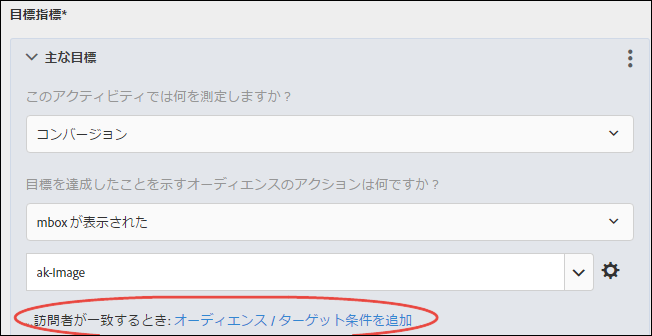 目標指標*
主な目標
このアクティビティでは何を測定しますか？
コンバージョン
目標を達成したことを示すオーディエンスのアクションは何ですか？
mbox が表示された
ak-Image
訪問者が一致するとき: オーディエンス / ターゲット条件を追加